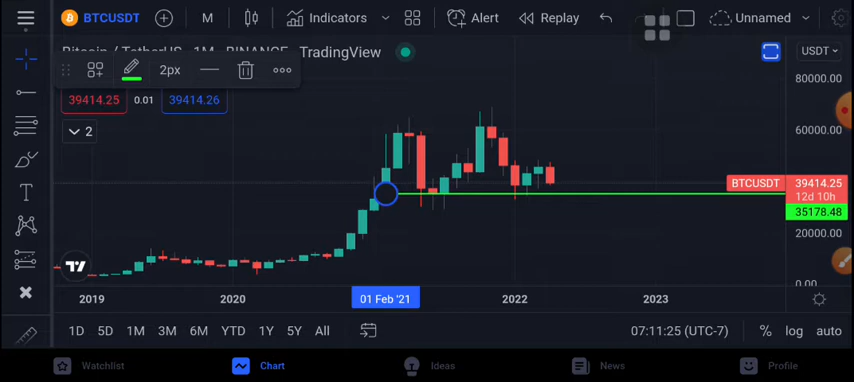 BTCUSDT M Indicators Alert Replay Unnamed
Bitcoin / TetherUS 1M BINANCE TradingView USDT
2px
39414.25 0.01 39414.26
2
80000.00
60000.00
BTCUSDT 39414.25
12d 10h
35178.48
20000.00
0.00
2019 2020 01 Feb '21 2022 2023
1D 5D 1M 3M 6M YTD 1Y 5Y All 07:11:25 (UTC-7) % log auto
Watchlist Chart Ideas News Profile